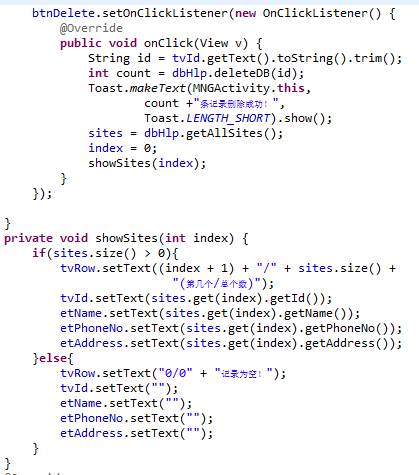 btnDelete.setOnClickListener(new OnClickListener() {
@Override
public void onClick(View v) {
String id = tvId.getText().toString().trim();
int count = dbHlp.deleteDB(id);
Toast.makeText(MNGActivity.this,
count +"条记录删除成功！",
Toast.LENGTH_SHORT).show();
sites = dbHlp.getAllSites();
index = 0;
showSites(index);
}
});
}
private void showSites(int index) {
if(sites.size() > 0){
tvRow.setText((index + 1) + "/" + sites.size() +
"(第几个/总个数)");
tvId.setText(sites.get(index).getId());
etName.setText(sites.get(index).getName());
etPhoneNo.setText(sites.get(index).getPhoneNo());
etAddress.setText(sites.get(index).getAddress());
}else{
tvRow.setText("0/0" + "记录为空！");
tvId.setText("");
etName.setText("");
etPhoneNo.setText("");
etAddress.setText("");
}
}